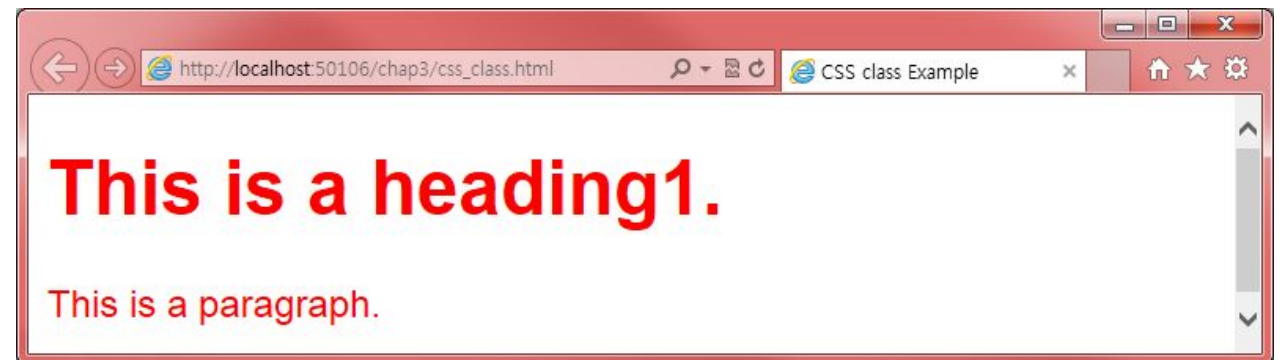 http://localhost:50106/chap3/css_class.html
CSS class Example
This is a heading1.
This is a paragraph.